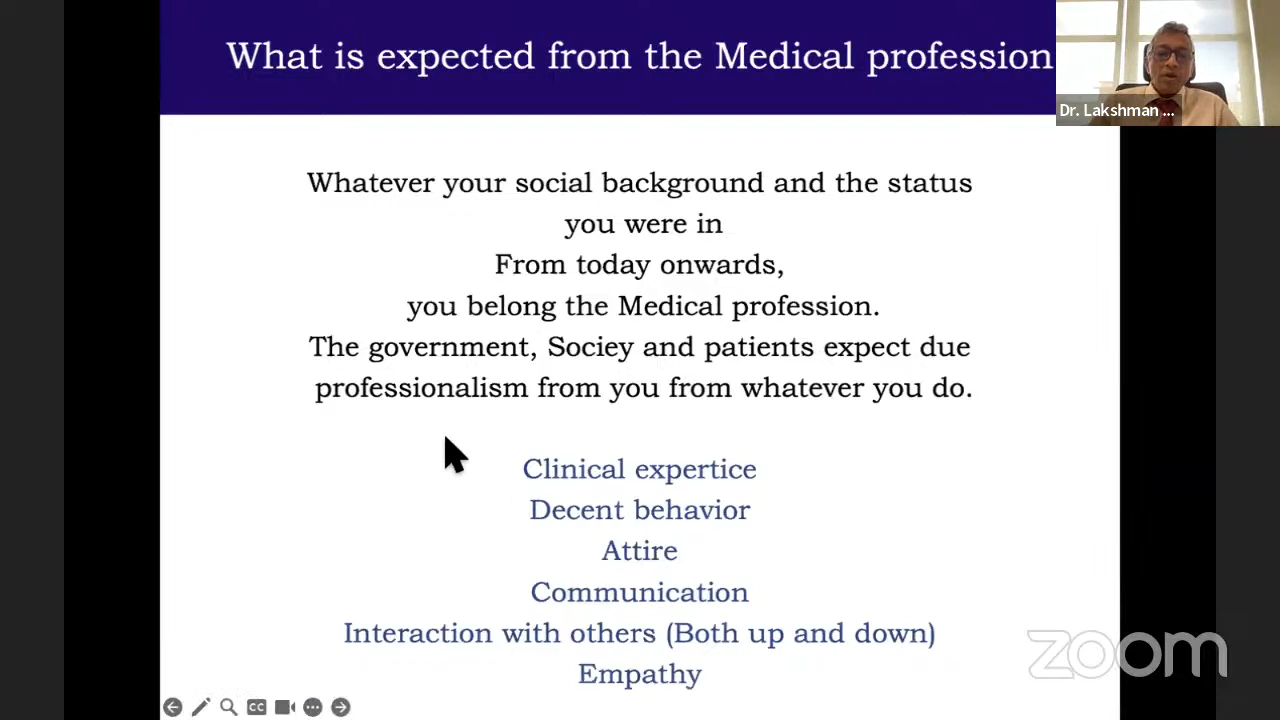 What is expected from the Medical profession
Dr. Lakshman ...
Whatever your social background and the status
you were in
From today onwards,
you belong the Medical profession.
The government, Sociey and patients expect due
professionalism from you from whatever you do.
Clinical expertice
Decent behavior
Attire
Communication
Interaction with others (Both up and down)
Empathy
zoom
CC